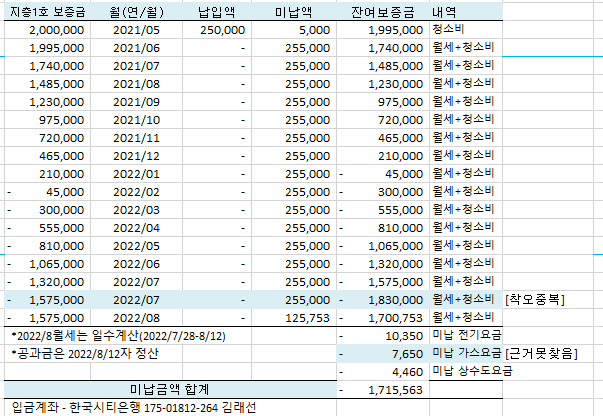 지층1호 보증금 월(연/월) 납입액 미납액 잔여보증금 내역
2,000,000 2021/05 250,000 5,000 1,995,000 청소비
1,995,000 2021/06 - 255,000 1,740,000 월세+청소비
1,740,000 2021/07 - 255,000 1,485,000 월세+청소비
1,485,000 2021/08 - 255,000 1,230,000 월세+청소비
1,230,000 2021/09 - 255,000 975,000 월세+청소비
975,000 2021/10 - 255,000 720,000 월세+청소비
720,000 2021/11 - 255,000 465,000 월세+청소비
465,000 2021/12 - 255,000 210,000 월세+청소비
210,000 2022/01 - 255,000 - 45,000 월세+청소비
- 45,000 2022/02 - 255,000 - 300,000 월세+청소비
- 300,000 2022/03 - 255,000 - 555,000 월세+청소비
- 555,000 2022/04 - 255,000 - 810,000 월세+청소비
- 810,000 2022/05 - 255,000 - 1,065,000 월세+청소비
- 1,065,000 2022/06 - 255,000 - 1,320,000 월세+청소비
- 1,320,000 2022/07 - 255,000 - 1,575,000 월세+청소비
- 1,575,000 2022/07 - 255,000 - 1,830,000 월세+청소비 [착오중복]
- 1,575,000 2022/08 - 125,753 - 1,700,753 월세+청소비
*2022/8월세는 일수계산(2022/7/28-8/12) - 10,350 미납 전기요금
*공과금은 2022/8/12자 정산 - 7,650 미납 가스요금 [근거못찾음]
- 4,460 미납 상수도요금
미납금액 합계 - 1,715,563
입금계좌 - 한국시티은행 175-01812-264 김래선